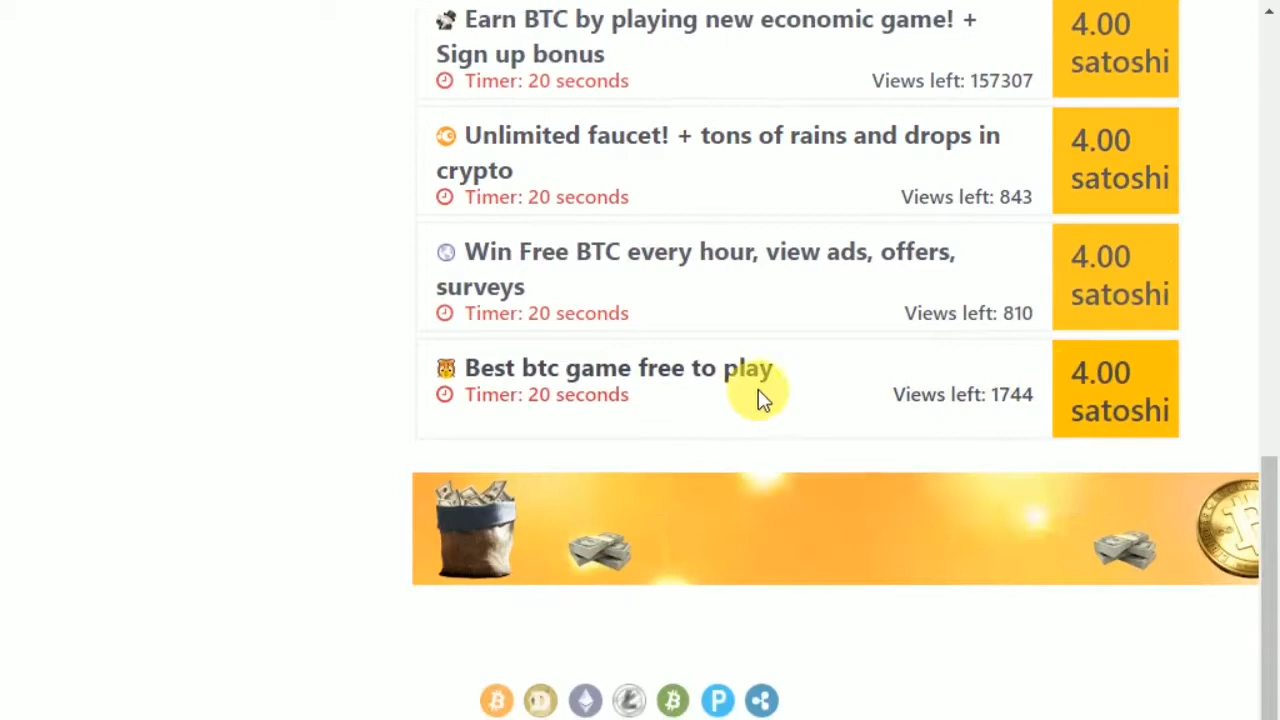 Earn BTC by playing new economic game! +
Sign up bonus
Timer: 20 seconds
Views left: 157307
4.00
satoshi
Unlimited faucet! + tons of rains and drops in
crypto
Timer: 20 seconds
Views left: 843
4.00
satoshi
Win Free BTC every hour, view ads, offers,
surveys
Timer: 20 seconds
Views left: 810
4.00
satoshi
Best btc game free to play
Timer: 20 seconds
Views left: 1744
4.00
satoshi